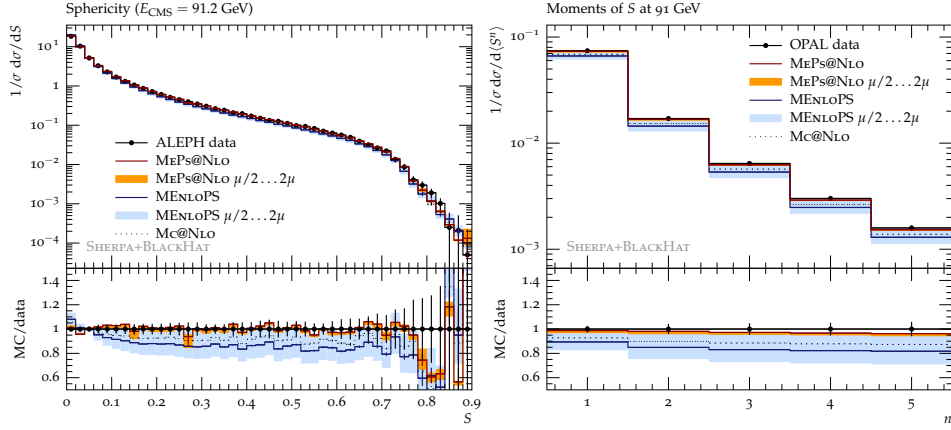 Sphericity (E_CMS = 91.2 GeV)
1/σ dσ/dS
10^1
1
10^−1
10^−2
10^−3
10^−4
ALEPH data
MEPS@NLO
MEPS@NLO μ/2...2μ
MENLOPS
MENLOPS μ/2...2μ
MC@NLO
SHERPA+BLACKHAT
MC/data
1.4
1.2
1
0.8
0.6
0 0.1 0.2 0.3 0.4 0.5 0.6 0.7 0.8 0.9
S
Moments of S at 91 GeV
1/σ dσ/d⟨S^n⟩
10^−1
10^−2
10^−3
OPAL data
MEPS@NLO
MEPS@NLO μ/2...2μ
MENLOPS
MENLOPS μ/2...2μ
MC@NLO
SHERPA+BLACKHAT
MC/data
1.4
1.2
1
0.8
0.6
1 2 3 4 5
n